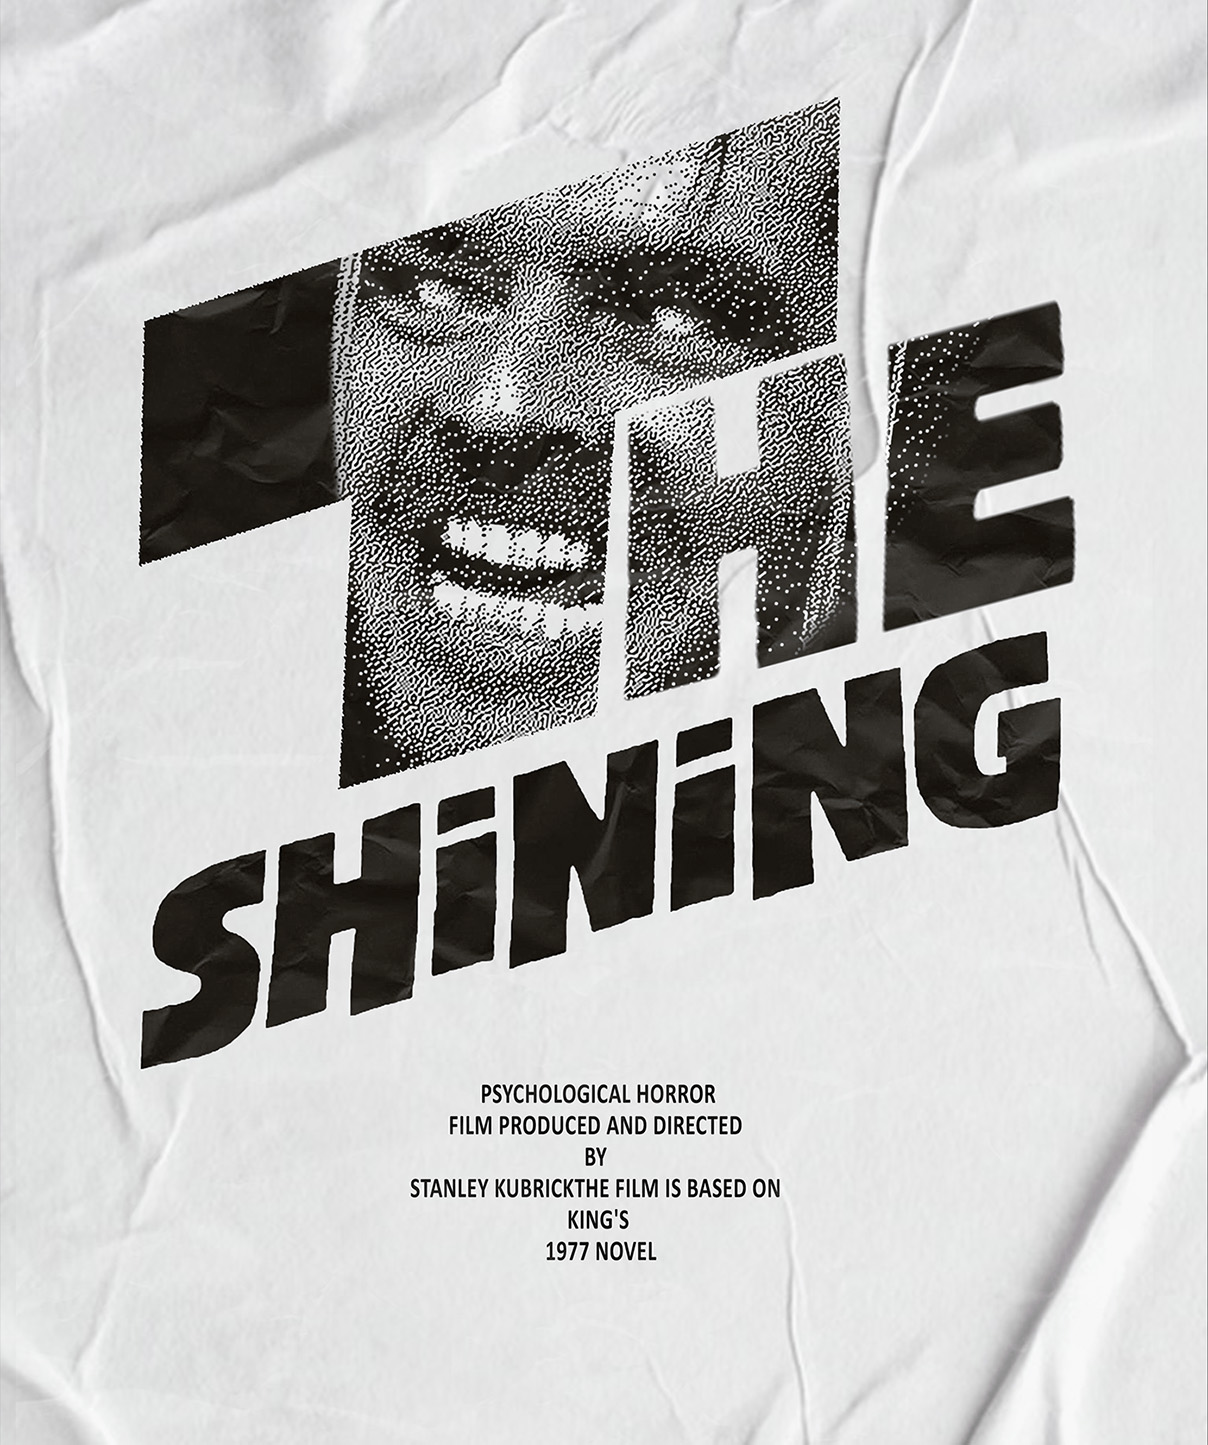 THE
SHiNiNG
PSYCHOLOGICAL HORROR
FILM PRODUCED AND DIRECTED
BY
STANLEY KUBRICKTHE FILM IS BASED ON
KING'S
1977 NOVEL